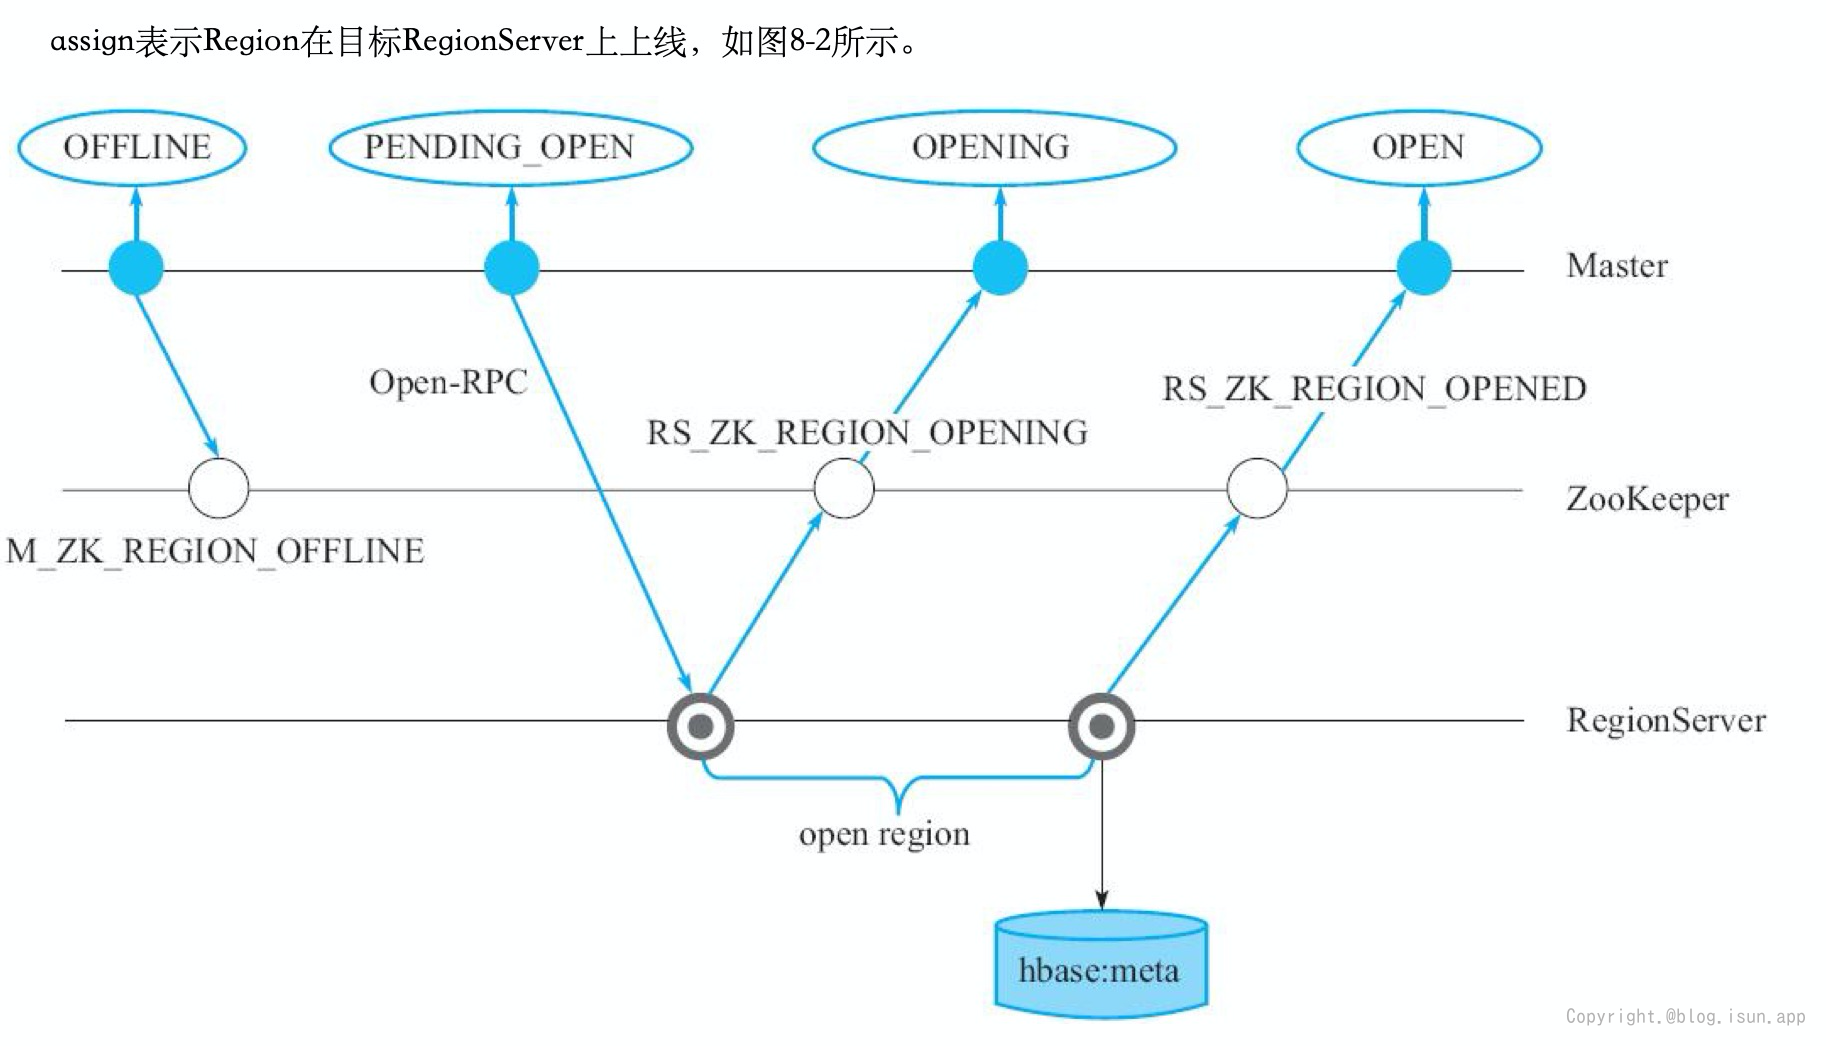 assign表示Region在目标RegionServer上上线，如图8-2所示。
OFFLINE
PENDING_OPEN
OPENING
OPEN
Master
Open-RPC
RS_ZK_REGION_OPENED
RS_ZK_REGION_OPENING
ZooKeeper
M_ZK_REGION_OFFLINE
RegionServer
open region
hbase:meta
Copyright.@blog.isun.app